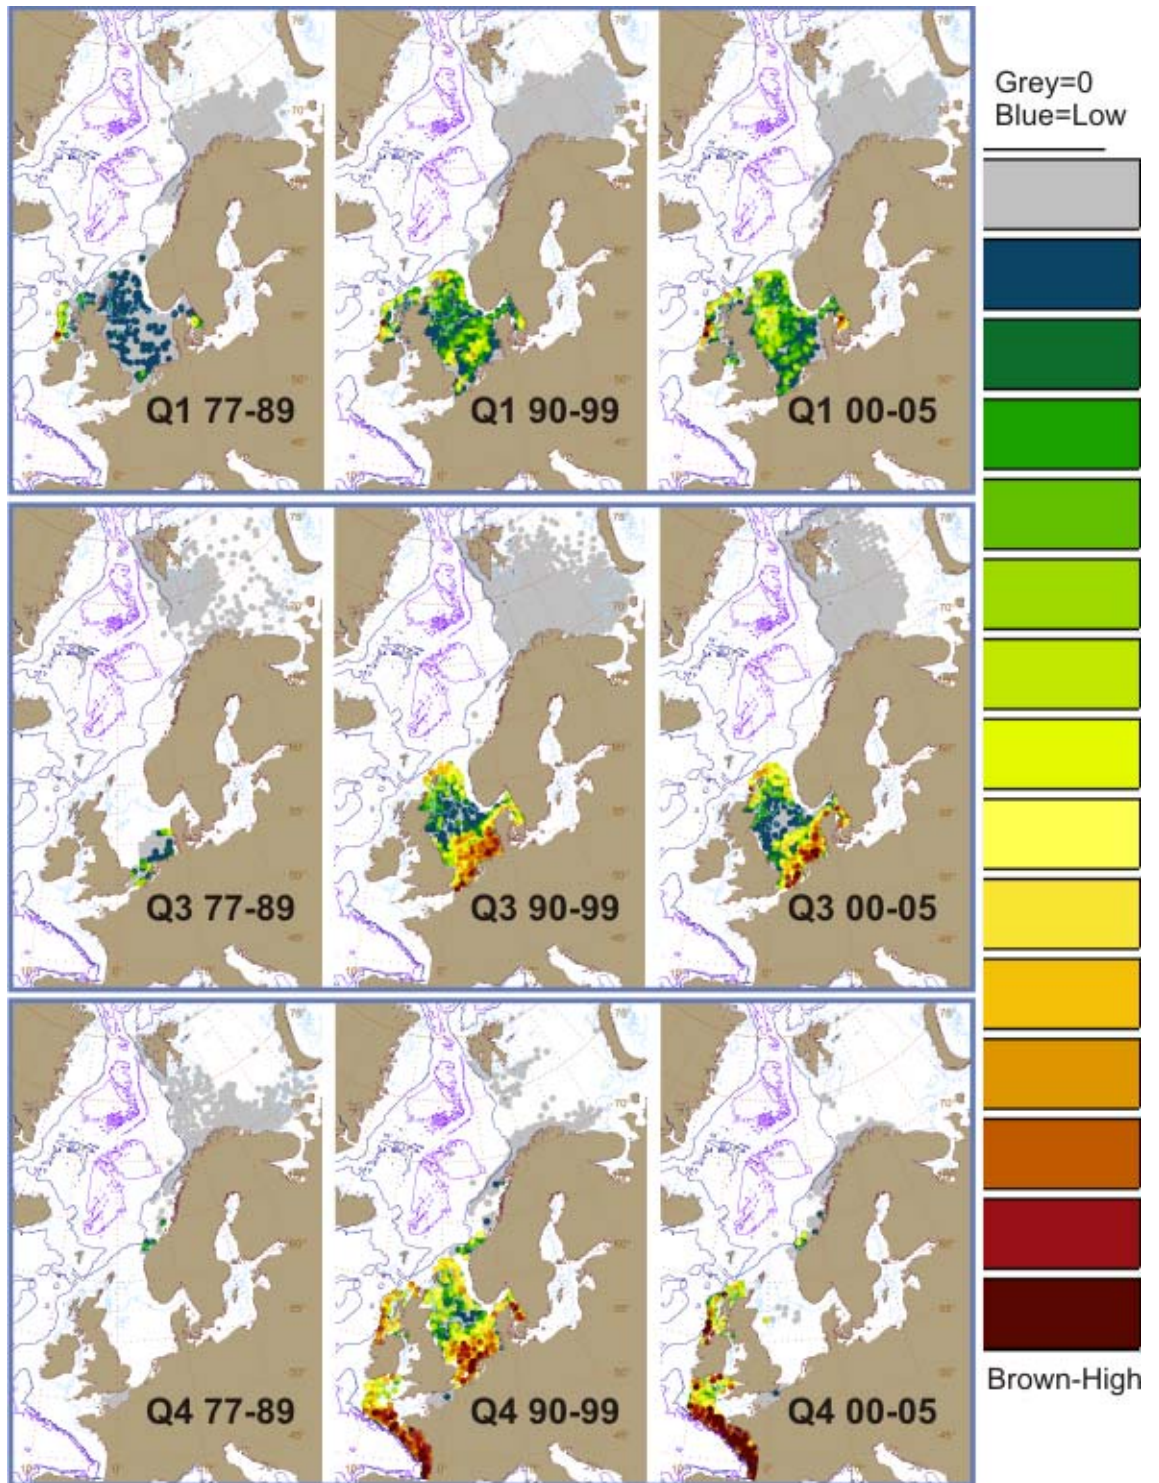 Grey=0
Blue=Low
Q1 77-89
Q1 90-99
Q1 00-05
Q3 77-89
Q3 90-99
Q3 00-05
Q4 77-89
Q4 90-99
Q4 00-05
Brown-High